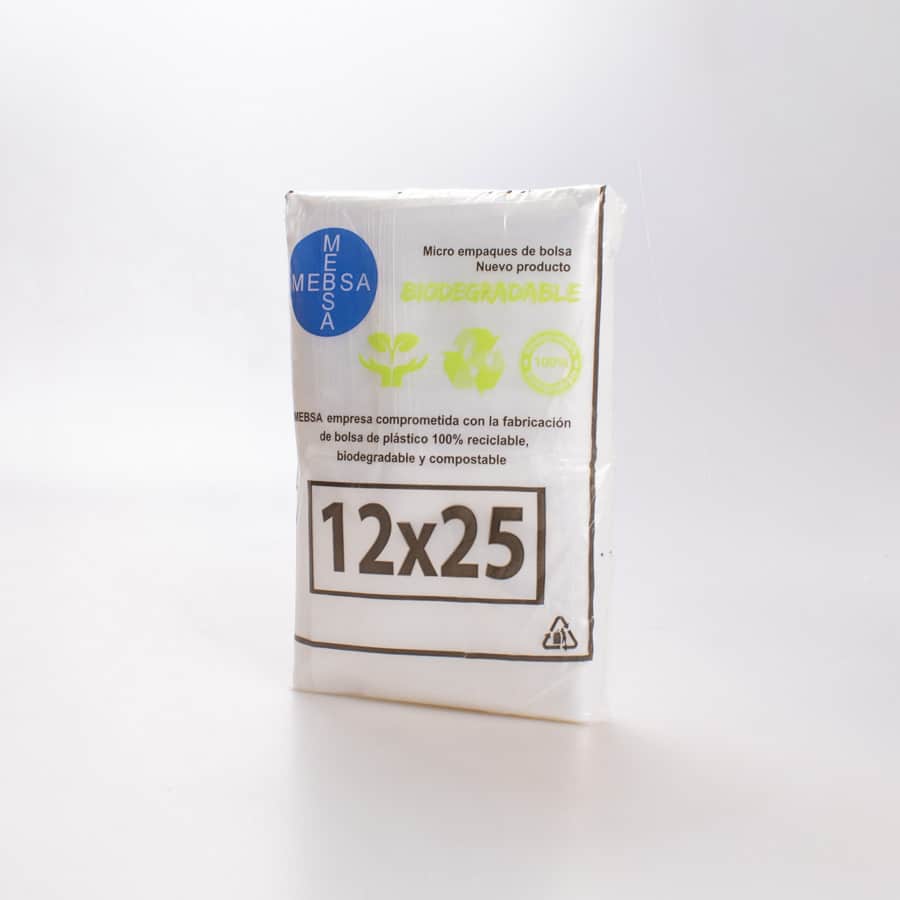 MEBSA
MEBSA
Micro empaques de bolsa
Nuevo producto
BIODEGRADABLE
100%
MEBSA empresa comprometida con la fabricación
de bolsa de plástico 100% reciclable,
biodegradable y compostable
12x25